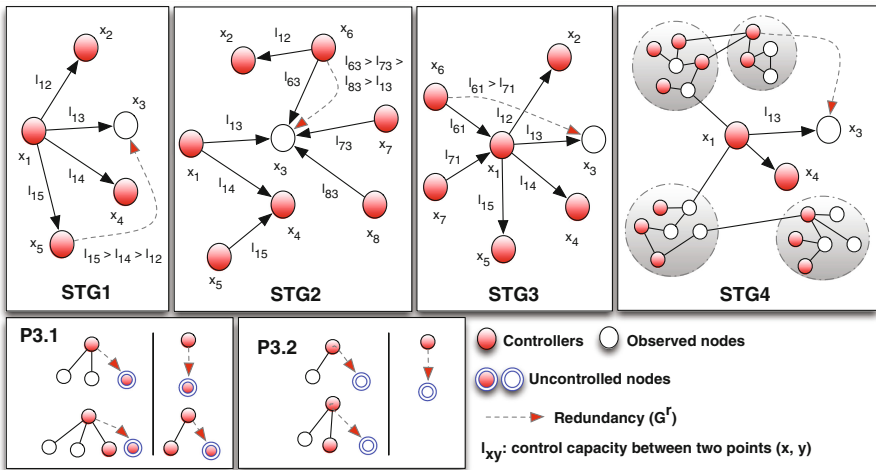 x2
l12
x3
l13
x1
l14
l15
x4
x5
l15 > l14 > l12
STG1
x2
l12
x6
l63 > l73 >
l83 > l13
l63
l13
x3
l73
x7
x1
l14
l83
x4
x8
l15
x5
STG2
x2
x6
l61 > l71
l12
l61
l13
x3
l71
x1
l14
x7
l15
x4
x5
STG3
l13
x1
x3
x4
STG4
P3.1
P3.2
Controllers
Observed nodes
Uncontrolled nodes
Redundancy (G^r)
lxy: control capacity between two points (x, y)